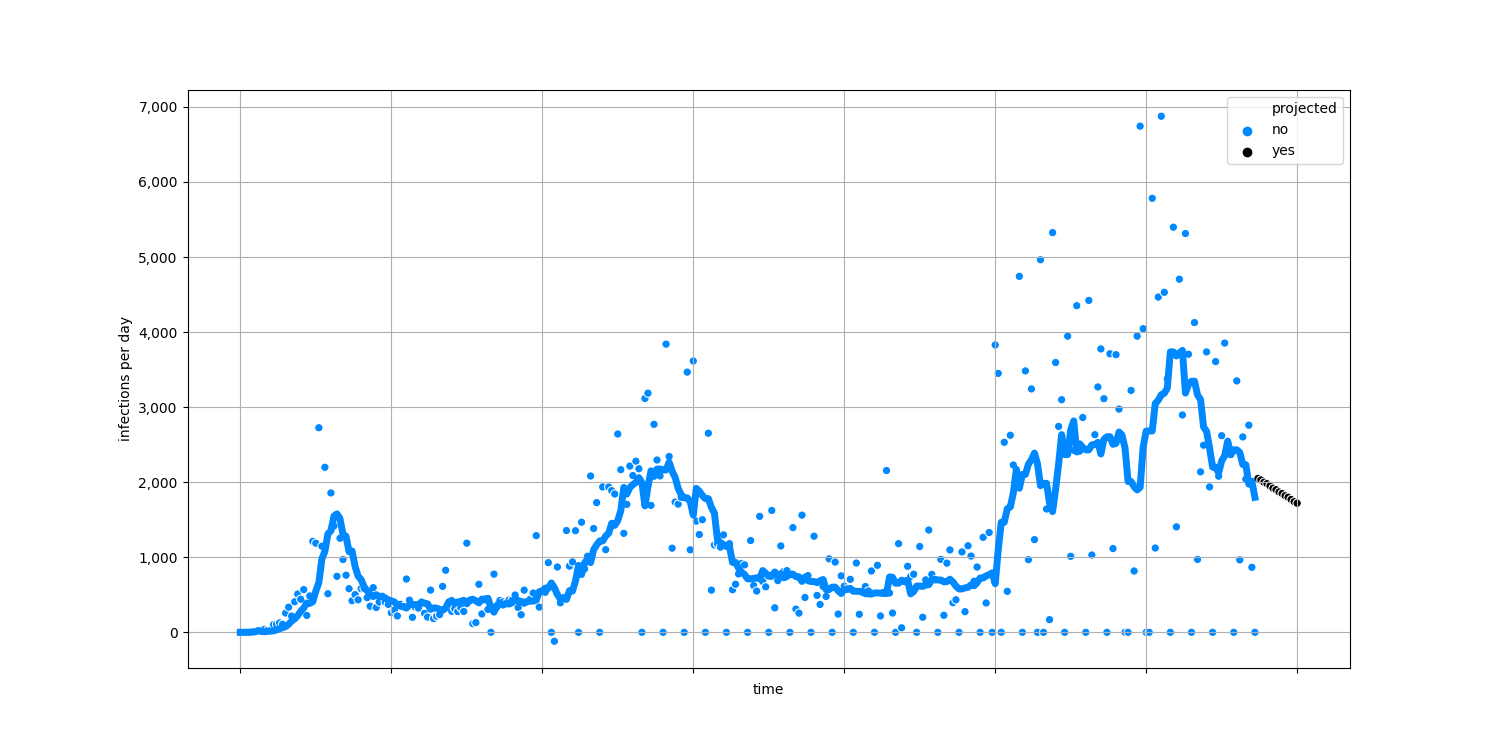 7,000
6,000
5,000
4,000
3,000
2,000
1,000
0
infections per day
time
projected
no
yes